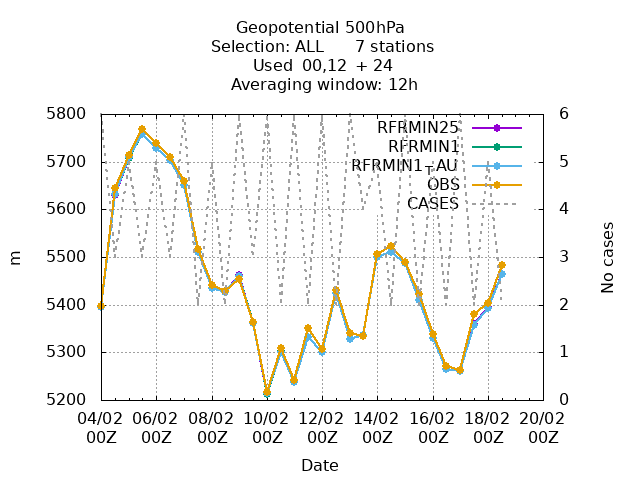 Geopotential 500hPa
Selection: ALL 7 stations
Used 00,12 + 24
Averaging window: 12h
5800 6
RFRMIN25
RFRMIN1
5700 RFRMIN1-AU 5
OBS
5600 CASES 4
5500 3
m No cases
5400 2
5300 1
5200 0
04/02 06/02 08/02 10/02 12/02 14/02 16/02 18/02 20/02
00Z 00Z 00Z 00Z 00Z 00Z 00Z 00Z 00Z
Date